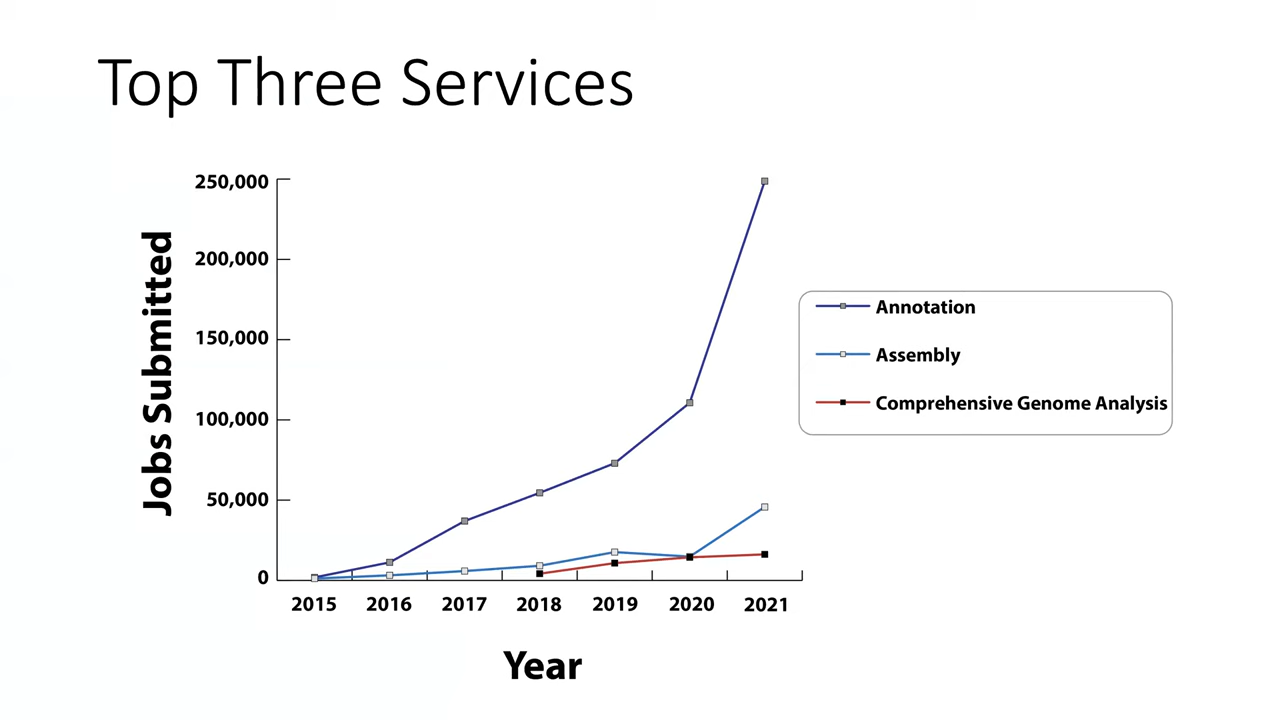 Top Three Services
250,000
200,000
150,000
100,000
50,000
0
Jobs Submitted
2015 2016 2017 2018 2019 2020 2021
Year
Annotation
Assembly
Comprehensive Genome Analysis